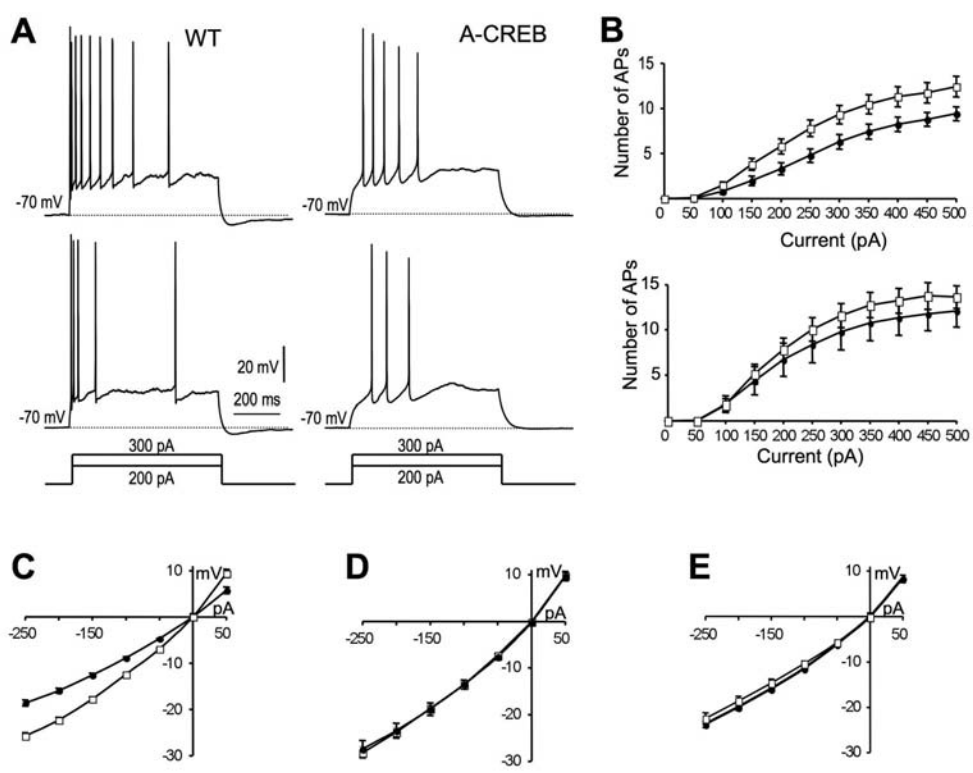 A
WT
A-CREB
-70 mV
-70 mV
-70 mV
-70 mV
20 mV
200 ms
300 pA
200 pA
300 pA
200 pA
B
Number of APs
15
10
5
0 50 100 150 200 250 300 350 400 450 500
Current (pA)
Number of APs
15
10
5
0 50 100 150 200 250 300 350 400 450 500
Current (pA)
C
10
mV
pA
-250 -150 50
-10
-20
-30
D
10
mV
pA
-250 -150 50
-10
-20
-30
E
10
mV
pA
-250 -150 50
-10
-20
-30